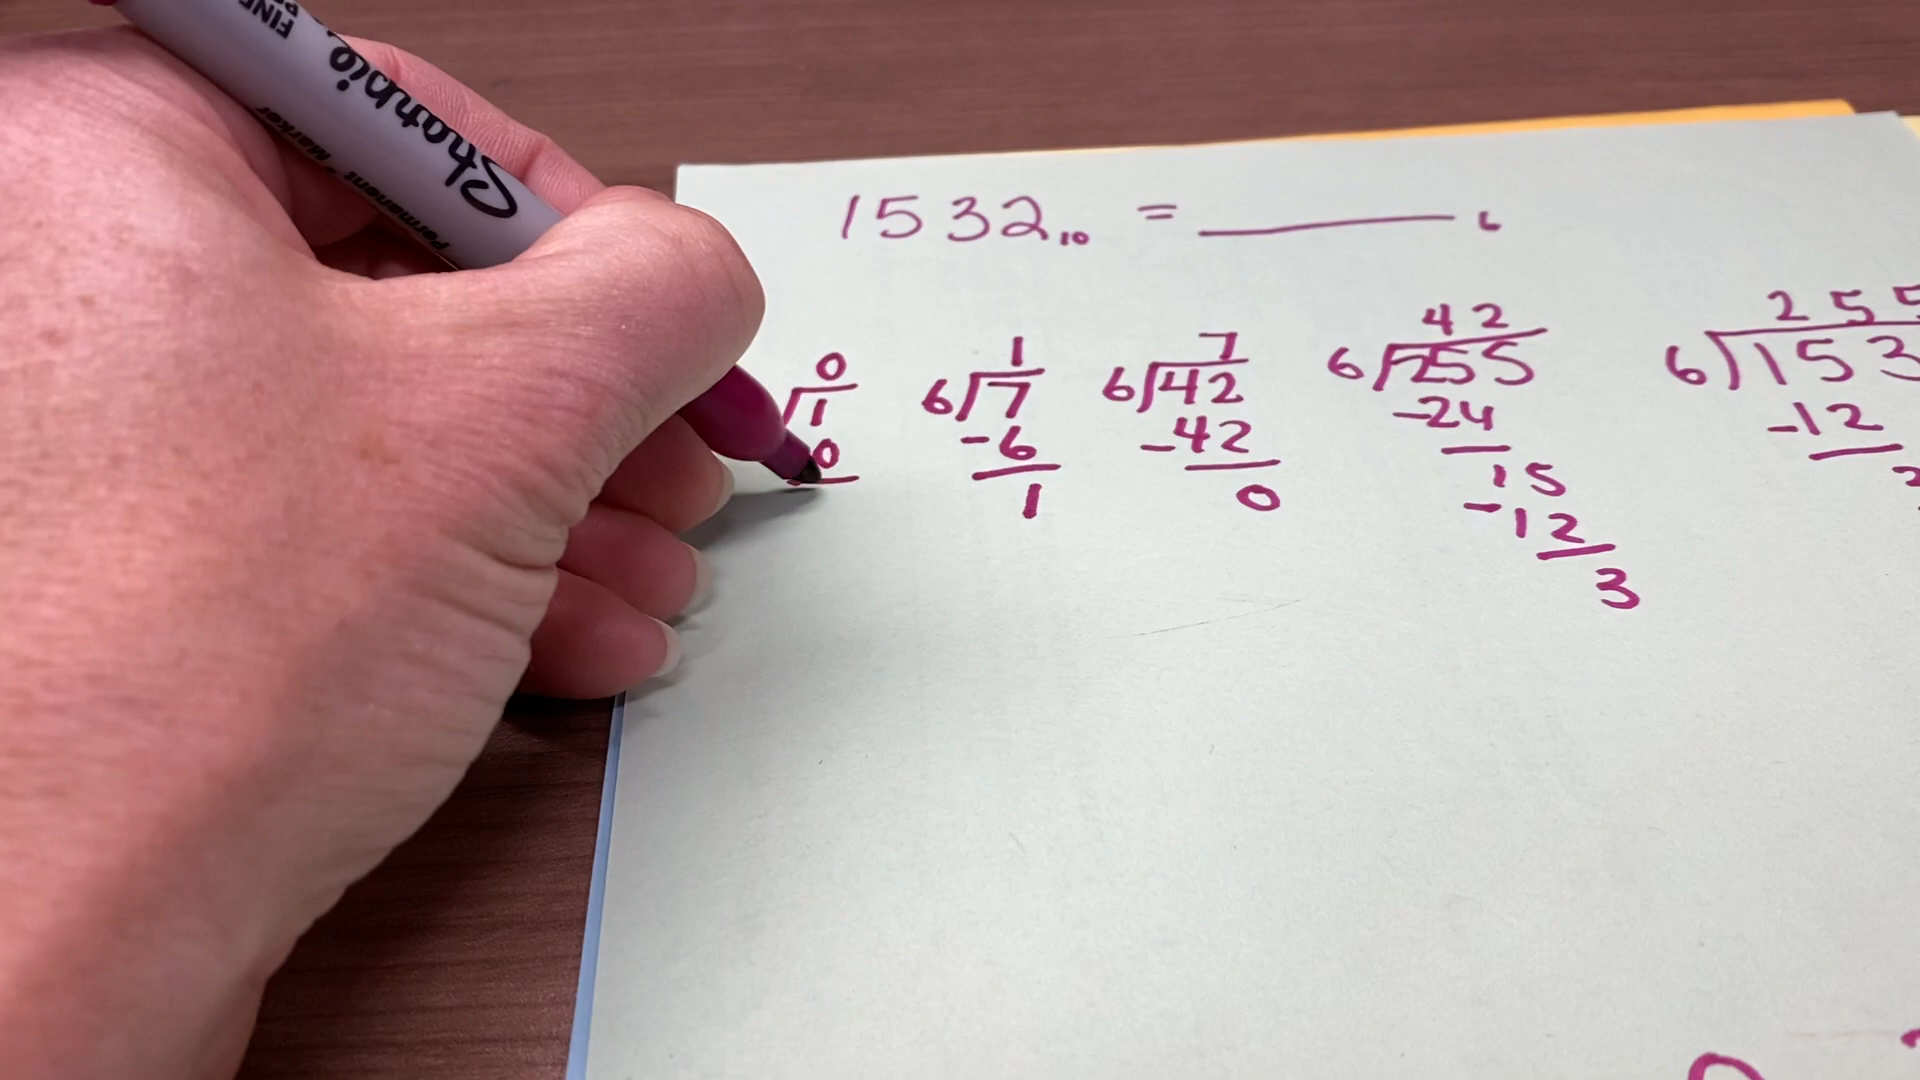 FINE
Sharpie
Permanent Marker
1532₁₀ = ______ ₆
0 1 7 42 255
1 6)7 6)42 6)255 6)153
0 -6 -42 -24 -12
1 0 15
-12
3